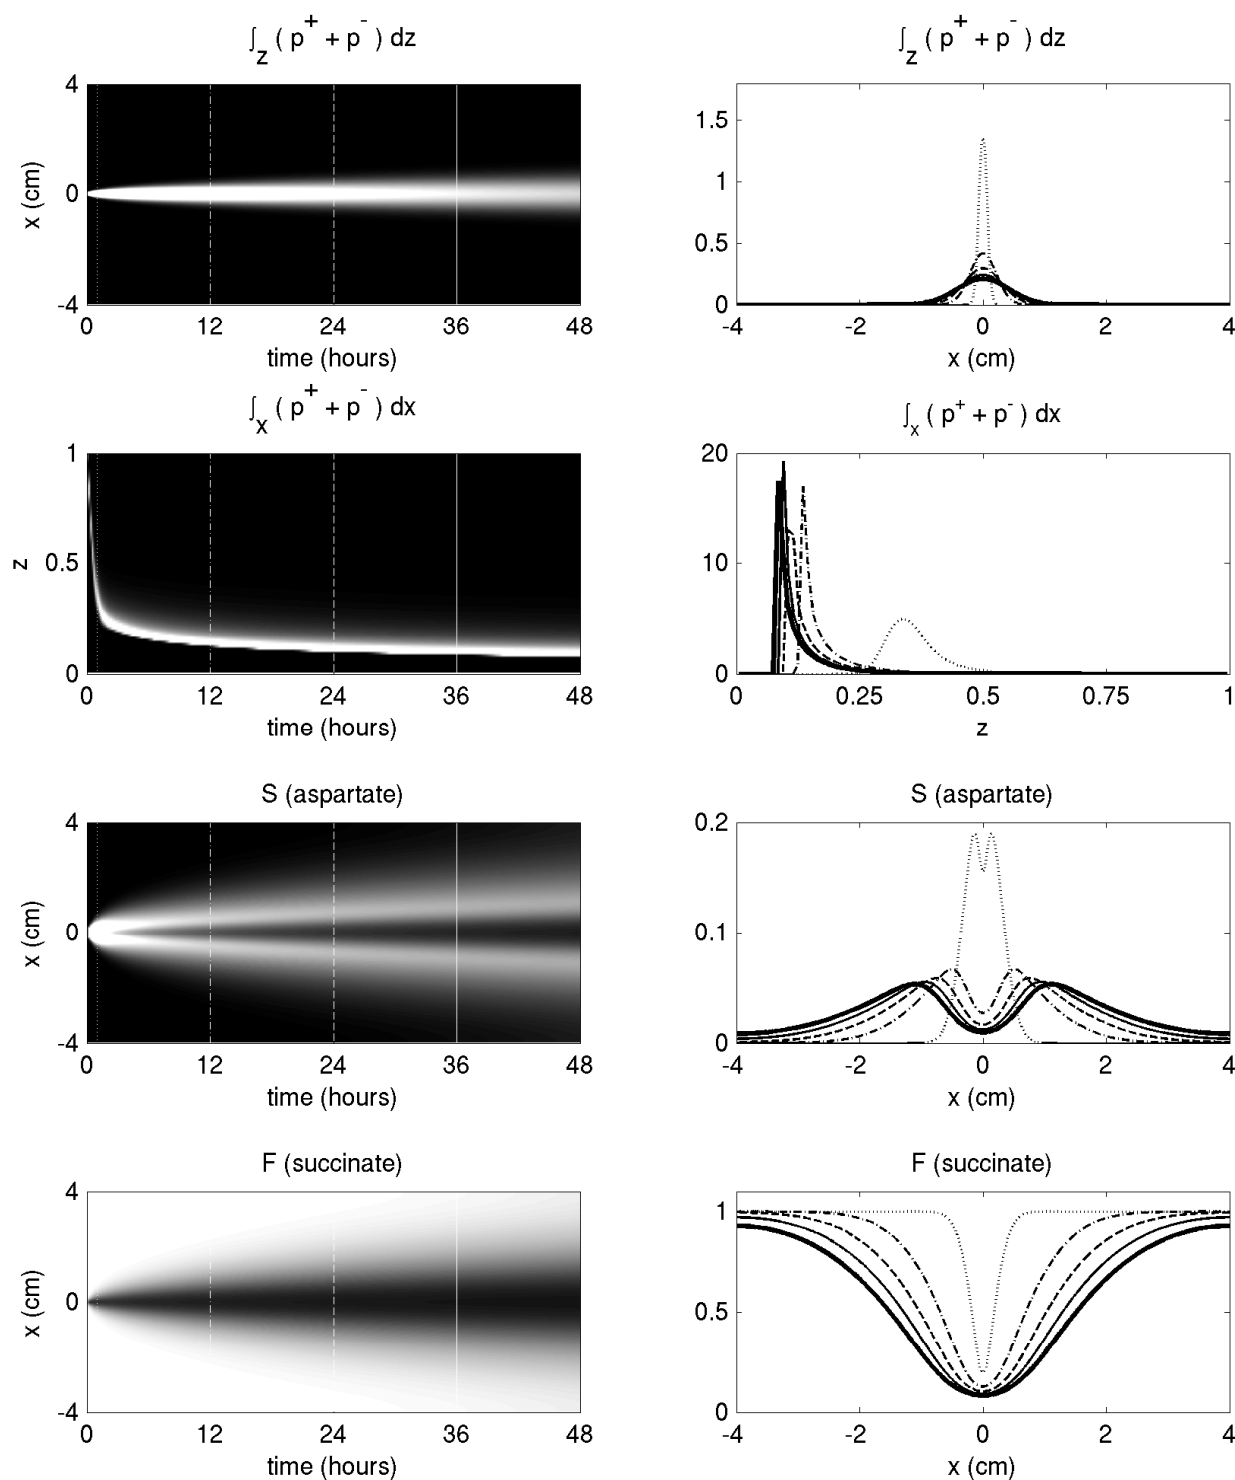 ∫z ( p+ + p- ) dz
4
0
-4
x (cm)
0 12 24 36 48
time (hours)
∫z ( p+ + p- ) dz
1.5
1
0.5
0
-4 -2 0 2 4
x (cm)
∫x ( p+ + p- ) dx
1
0.5
0
z
0 12 24 36 48
time (hours)
∫x ( p+ + p- ) dx
20
10
0
0 0.25 0.5 0.75 1
z
S (aspartate)
4
0
-4
x (cm)
0 12 24 36 48
time (hours)
S (aspartate)
0.2
0.1
0
-4 -2 0 2 4
x (cm)
F (succinate)
4
0
-4
x (cm)
0 12 24 36 48
time (hours)
F (succinate)
1
0.5
0
-4 -2 0 2 4
x (cm)